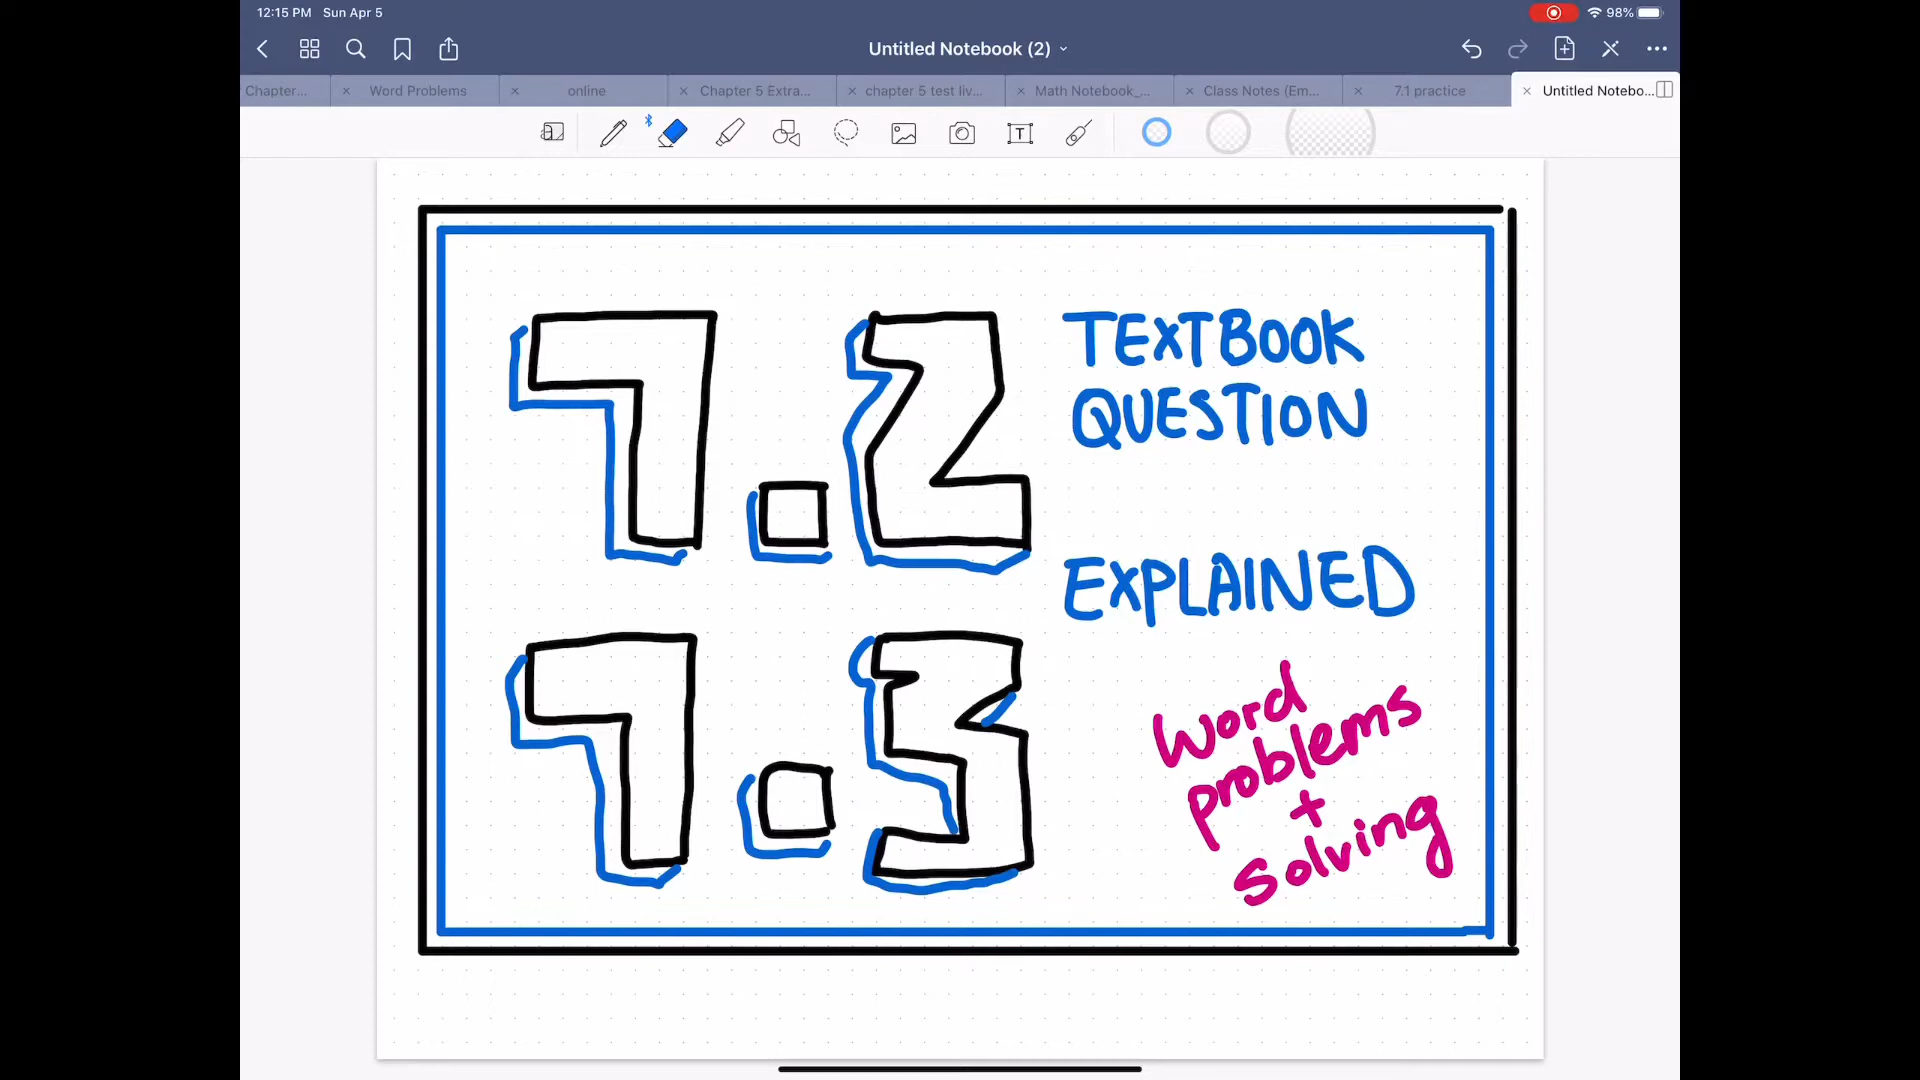 12:15 PM Sun Apr 5
98%
Untitled Notebook (2)
Chapter...
Word Problems
online
Chapter 5 Extra...
chapter 5 test liv...
Math Notebook_...
Class Notes (Em...
7.1 practice
Untitled Notebo...
7.2 TEXTBOOK
QUESTION
EXPLAINED
7.3
word
problems
+
solving